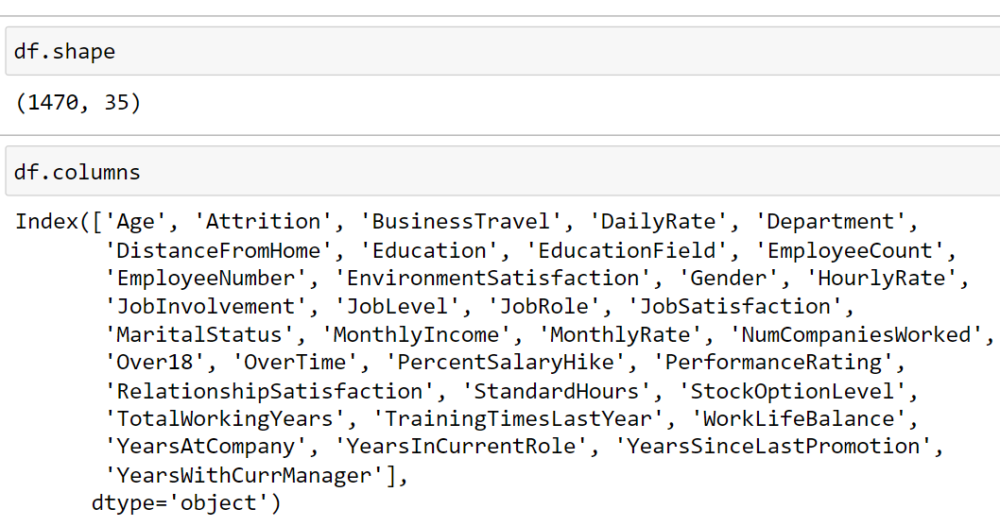 df.shape
(1470, 35)
df.columns
Index(['Age', 'Attrition', 'BusinessTravel', 'DailyRate', 'Department',
'DistanceFromHome', 'Education', 'EducationField', 'EmployeeCount',
'EmployeeNumber', 'EnvironmentSatisfaction', 'Gender', 'HourlyRate',
'JobInvolvement', 'JobLevel', 'JobRole', 'JobSatisfaction',
'MaritalStatus', 'MonthlyIncome', 'MonthlyRate', 'NumCompaniesWorked',
'Over18', 'OverTime', 'PercentSalaryHike', 'PerformanceRating',
'RelationshipSatisfaction', 'StandardHours', 'StockOptionLevel',
'TotalWorkingYears', 'TrainingTimesLastYear', 'WorkLifeBalance',
'YearsAtCompany', 'YearsInCurrentRole', 'YearsSinceLastPromotion',
'YearsWithCurrManager'],
dtype='object')